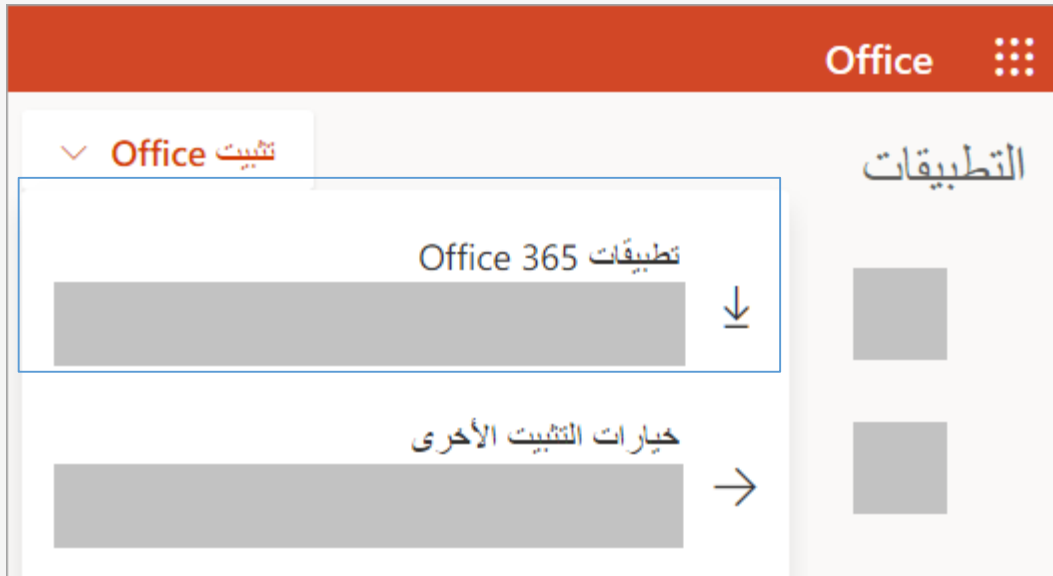 Office
التطبيقات
تثبيت Office
تطبيقات Office 365
خيارات التثبيت الأخرى